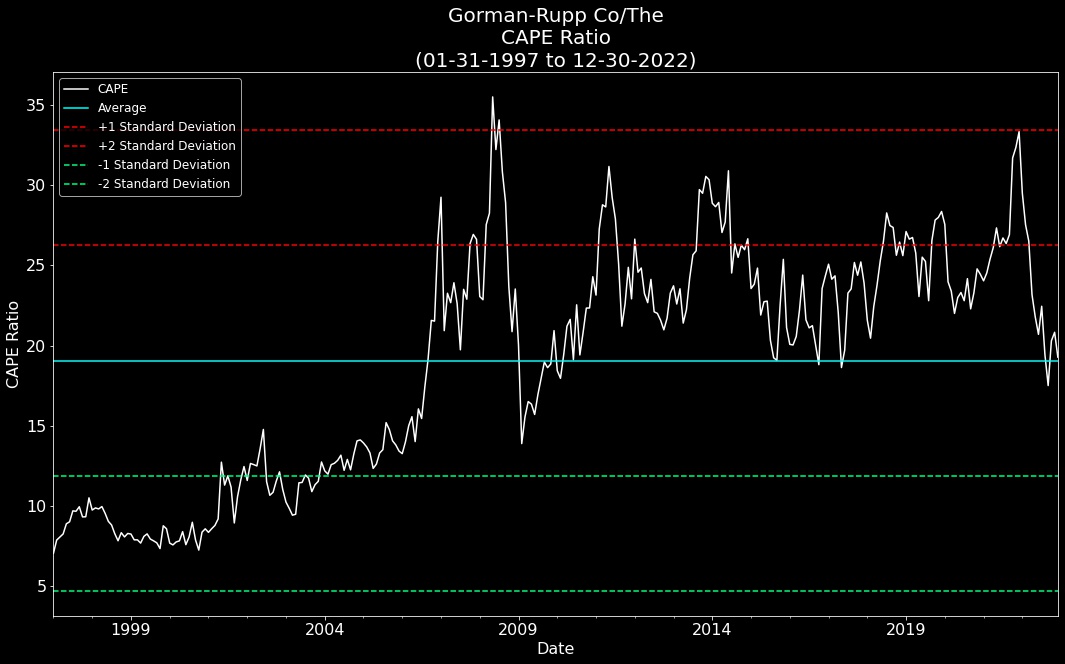 Gorman-Rupp Co/The
CAPE Ratio
(01-31-1997 to 12-30-2022)
CAPE
Average
+1 Standard Deviation
+2 Standard Deviation
-1 Standard Deviation
-2 Standard Deviation
CAPE Ratio
35
30
25
20
15
10
5
1999 2004 2009 2014 2019
Date